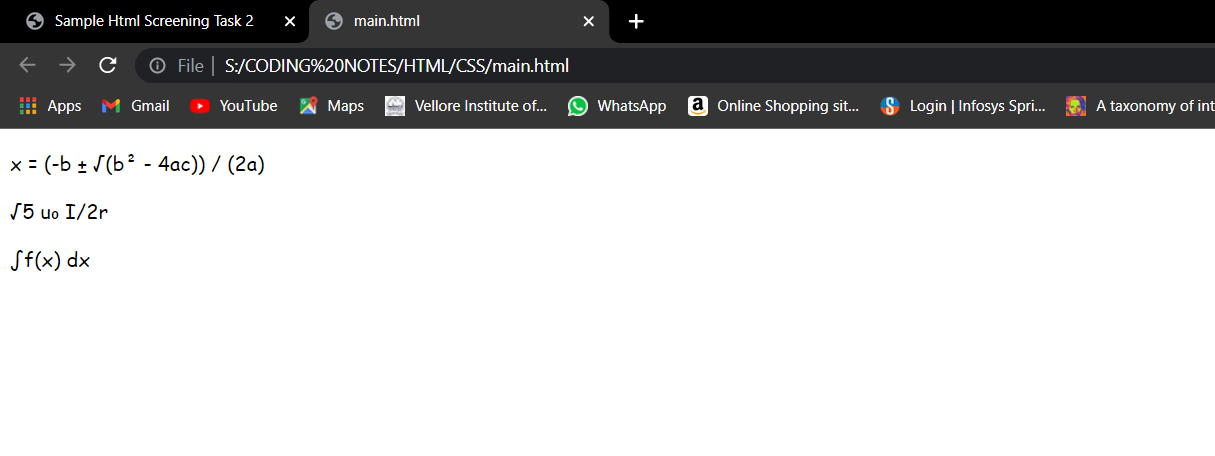 Sample Html Screening Task 2
main.html
File | S:/CODING%20NOTES/HTML/CSS/main.html
Apps Gmail YouTube Maps Vellore Institute of... WhatsApp Online Shopping sit... Login | Infosys Spri... A taxonomy of int
x = (-b ± √(b² - 4ac)) / (2a)
√5 u₀ I/2r
∫f(x) dx